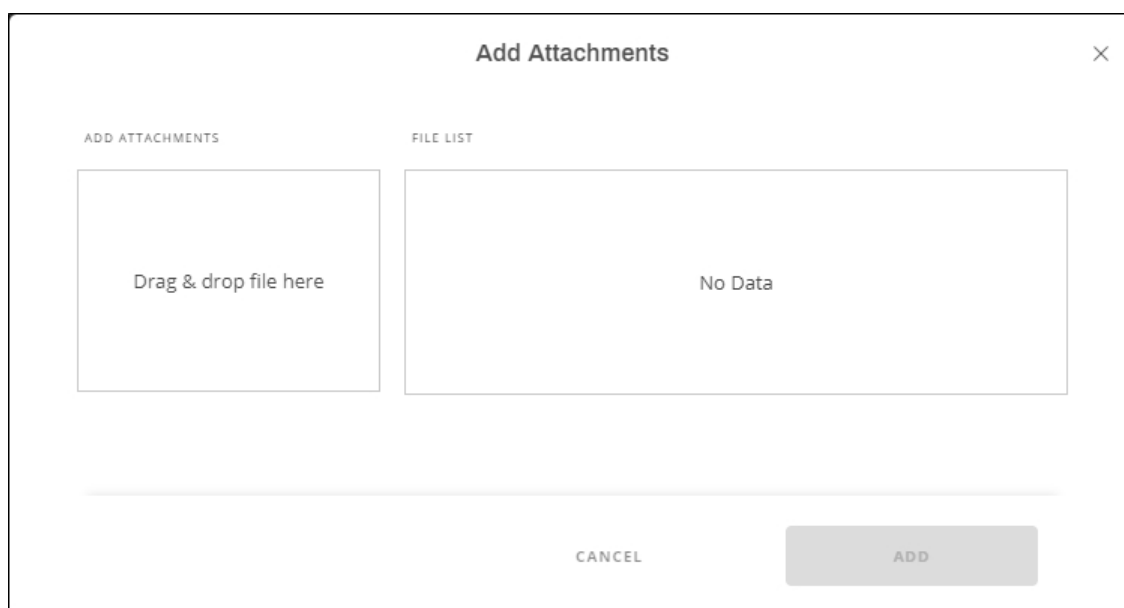 Add Attachments
ADD ATTACHMENTS
FILE LIST
Drag & drop file here
No Data
CANCEL
ADD